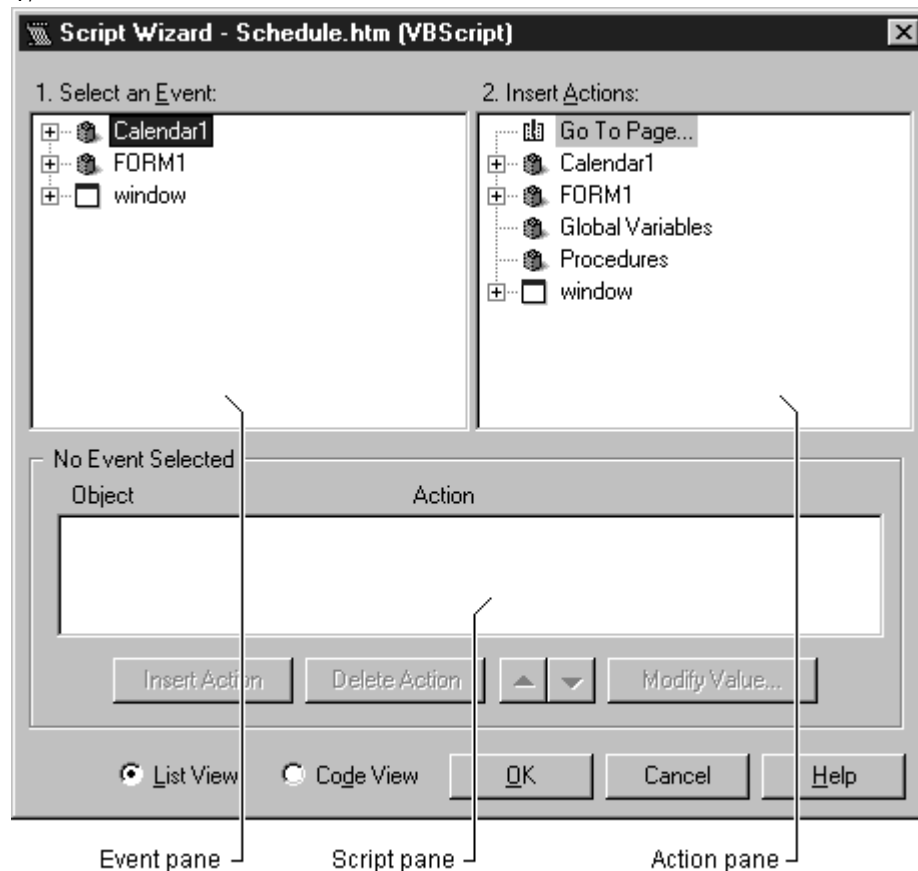 Script Wizard - Schedule.htm (VBScript)
1. Select an Event:
2. Insert Actions:
Calendar1
FORM1
window
Go To Page...
Calendar1
FORM1
Global Variables
Procedures
window
No Event Selected
Object Action
Insert Action Delete Action Modify Value...
List View Code View OK Cancel Help
Event pane Script pane Action pane